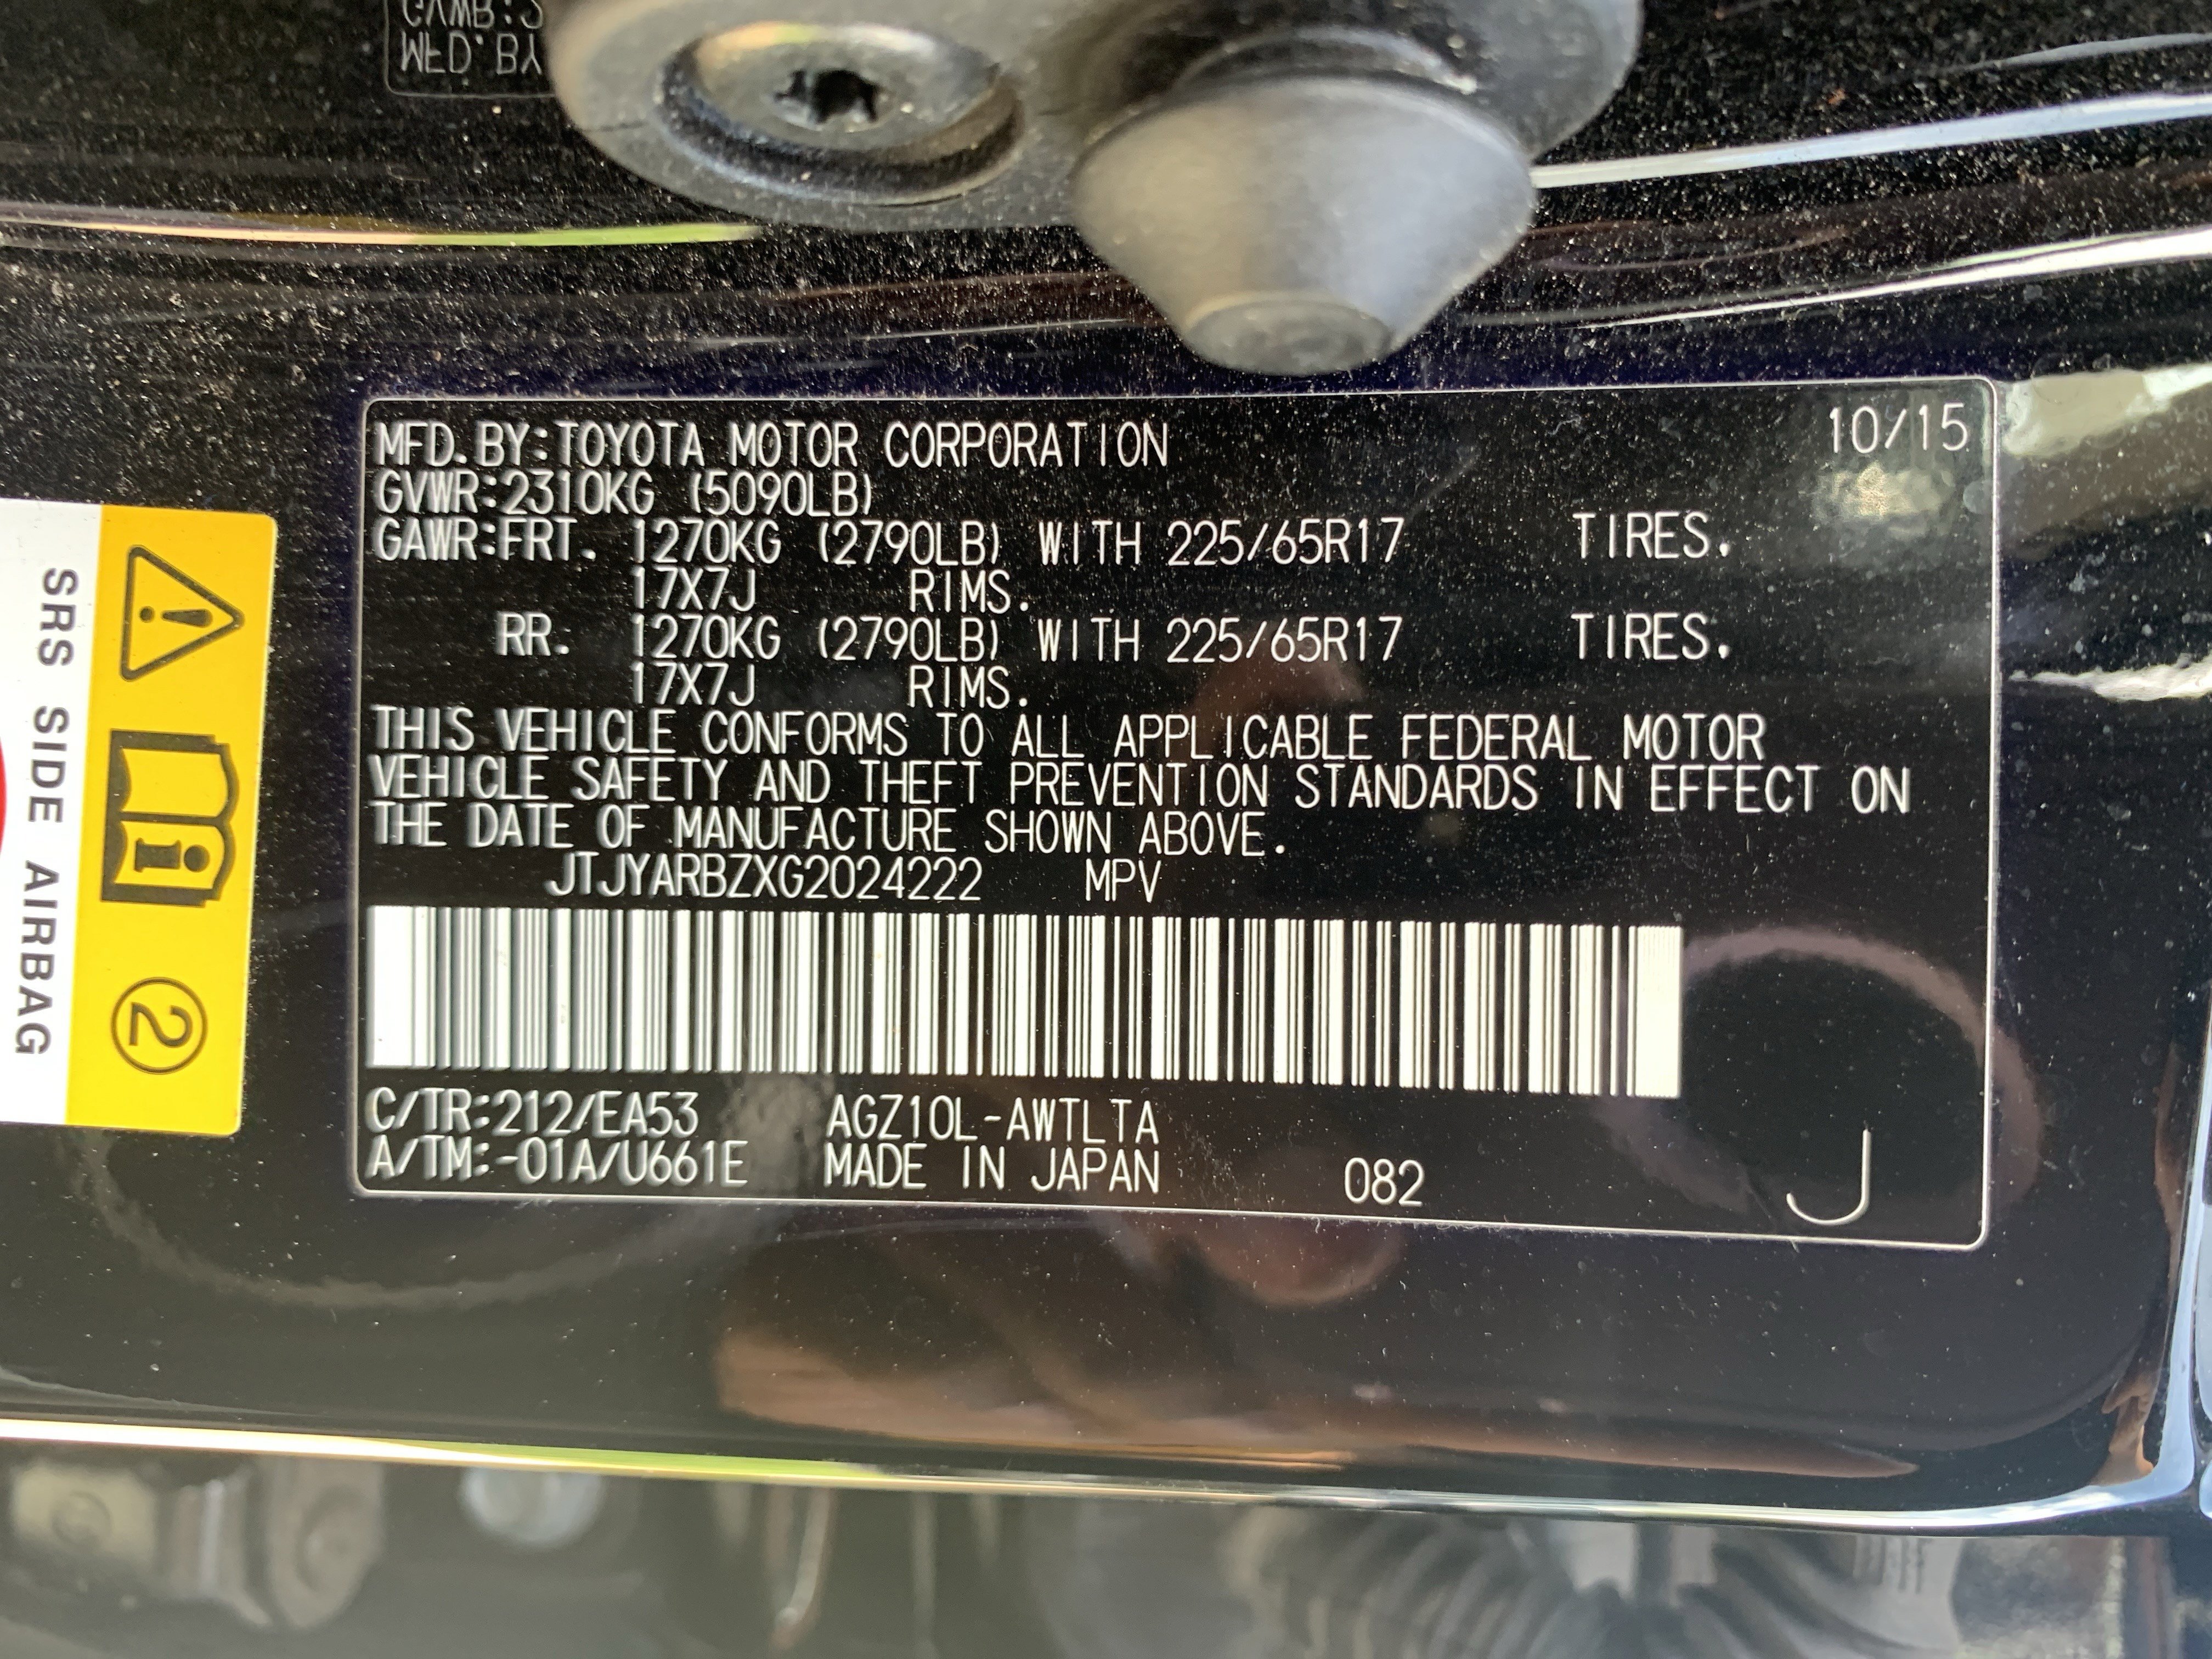 MFD. BY:TOYOTA MOTOR CORPORATION 10/15
GVWR:2310KG (5090LB)
GAWR:FRT. 1270KG (2790LB) WITH 225/65R17 TIRES.
17X7J RIMS.
RR. 1270KG (2790LB) WITH 225/65R17 TIRES.
17X7J RIMS.
THIS VEHICLE CONFORMS TO ALL APPLICABLE FEDERAL MOTOR
VEHICLE SAFETY AND THEFT PREVENTION STANDARDS IN EFFECT ON
THE DATE OF MANUFACTURE SHOWN ABOVE.
JTJYARBZXG2024222 MPV
C/TR:212/EA53 AGZ10L-AWTLTA
A/TM:-01A/U661E MADE IN JAPAN 082 J
SRS SIDE AIRBAG
2
MFD. BY